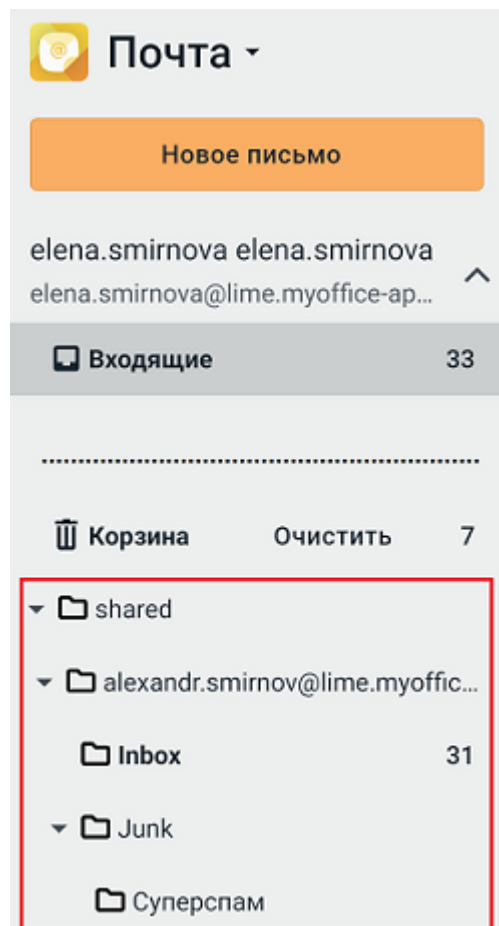 Почта
Новое письмо
elena.smirnova elena.smirnova
elena.smirnova@lime.myoffice-ap...
Входящие 33
Корзина Очистить 7
shared
alexandr.smirnov@lime.myoffic...
Inbox 31
Junk
Суперспам